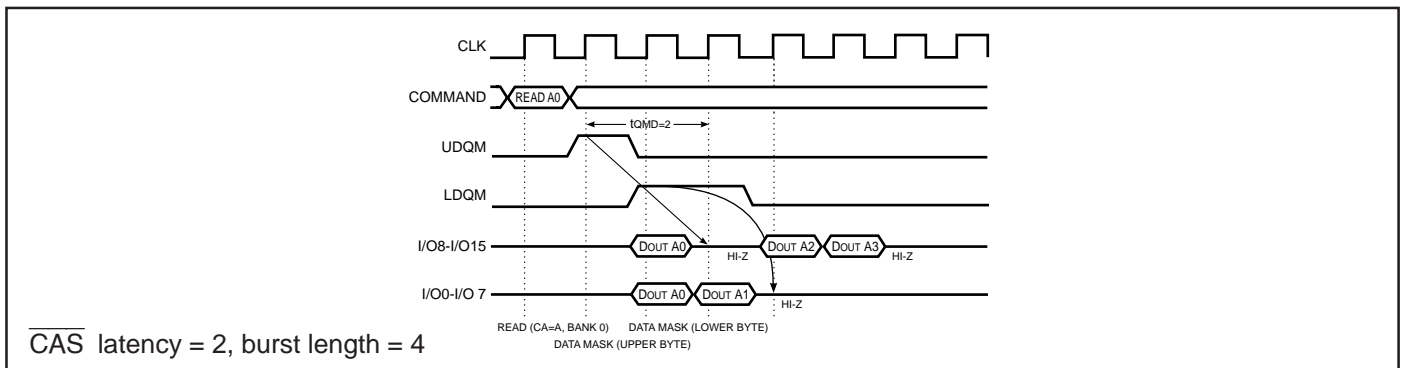 CLK
COMMAND
READ A0
tQMD=2
UDQM
LDQM
I/O8-I/O15
DOUT A0
HI-Z
DOUT A2
DOUT A3
HI-Z
I/O0-I/O 7
DOUT A0
DOUT A1
HI-Z
READ (CA=A, BANK 0)
DATA MASK (LOWER BYTE)
DATA MASK (UPPER BYTE)
CAS latency = 2, burst length = 4